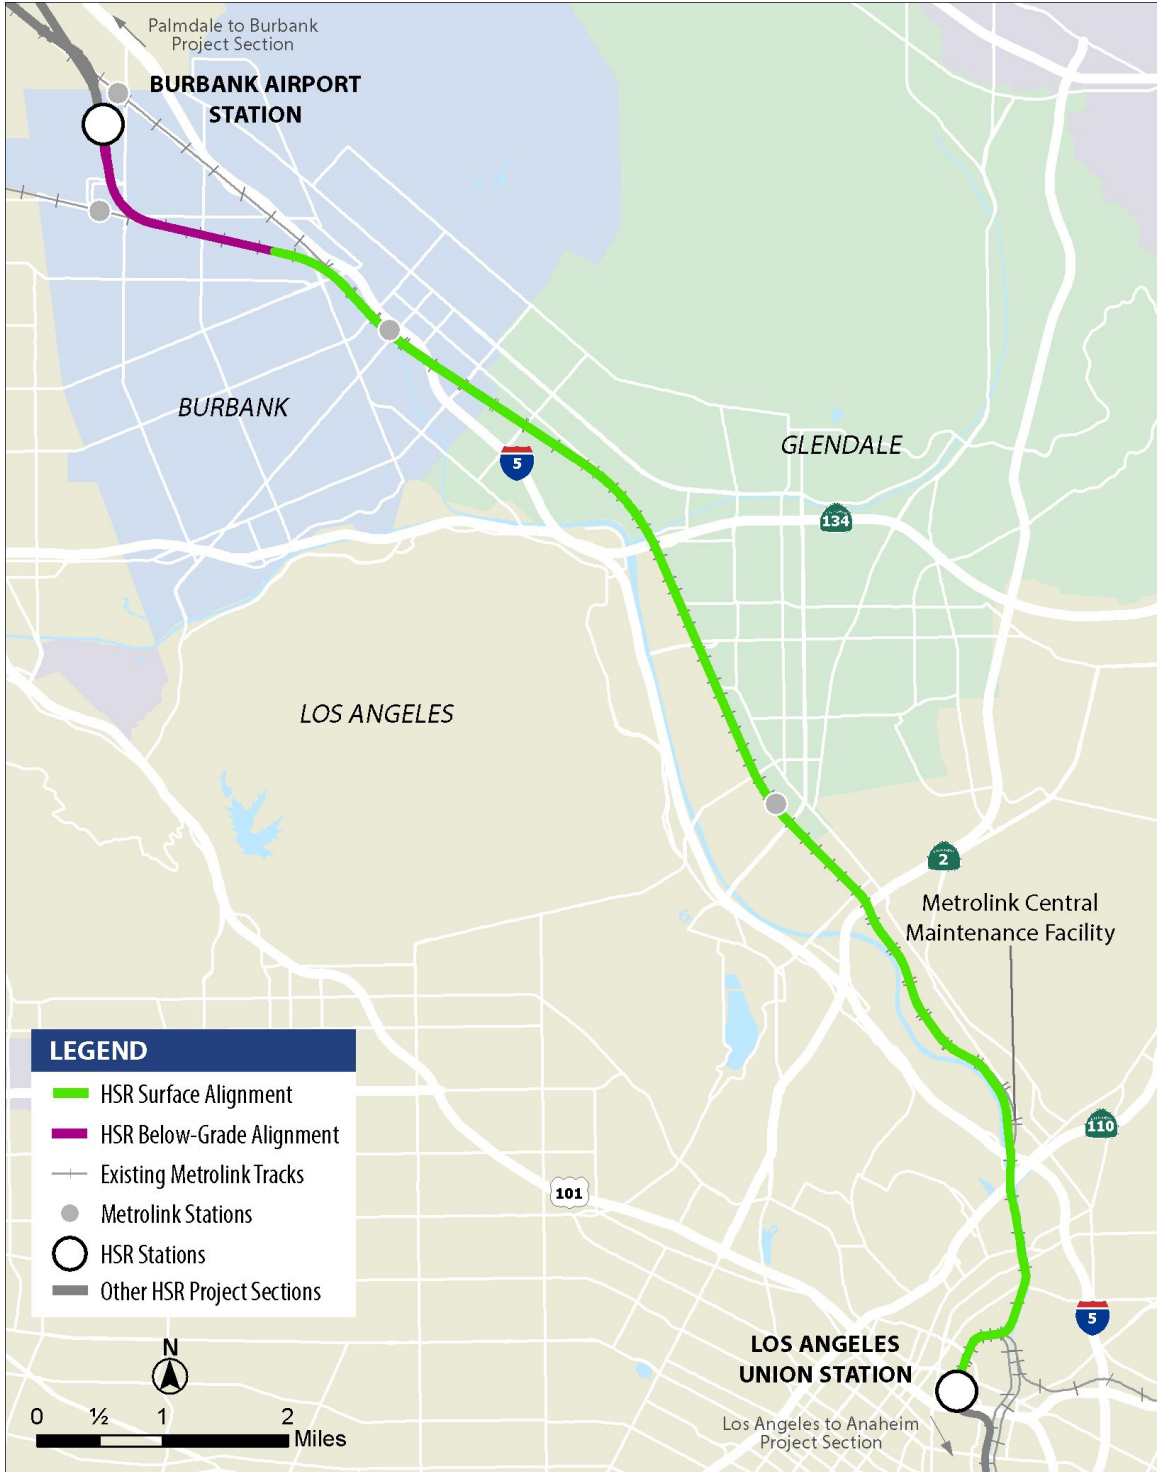 Palmdale to Burbank
Project Section
BURBANK AIRPORT
STATION
BURBANK
GLENDALE
5
134
LOS ANGELES
2
Metrolink Central
Maintenance Facility
LEGEND
HSR Surface Alignment
HSR Below-Grade Alignment
Existing Metrolink Tracks
Metrolink Stations
HSR Stations
Other HSR Project Sections
110
101
5
LOS ANGELES
UNION STATION
N
0 ½ 1 2
Miles
Los Angeles to Anaheim
Project Section